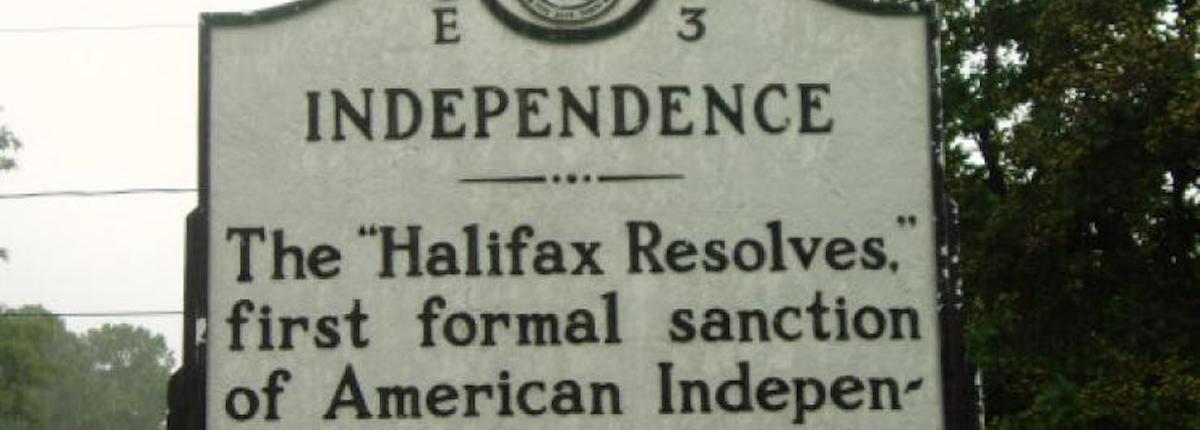 E 3
INDEPENDENCE
The “Halifax Resolves,”
first formal sanction
of American Indepen-